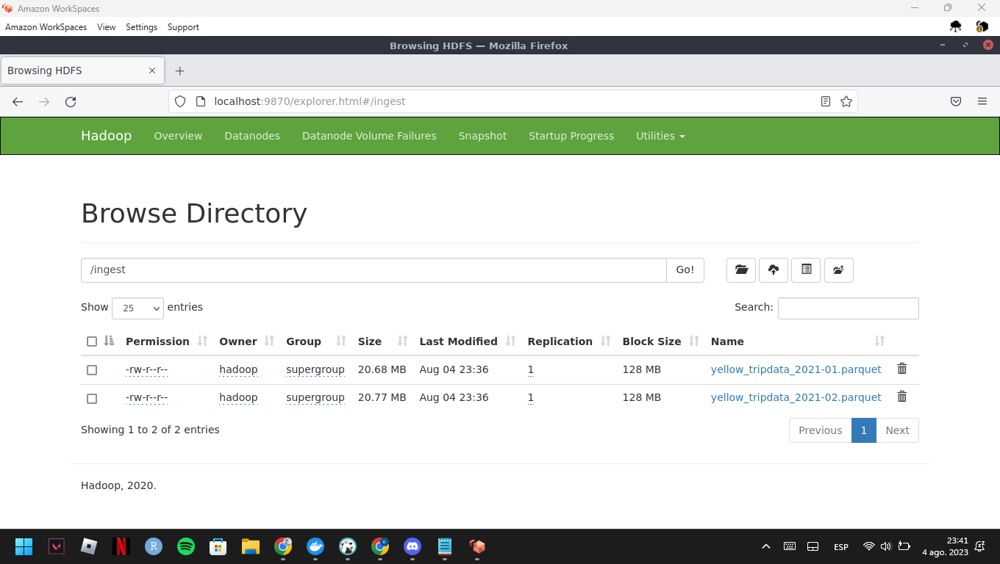 Amazon WorkSpaces
Amazon WorkSpaces View Settings Support
Browsing HDFS — Mozilla Firefox
Browsing HDFS
localhost:9870/explorer.html#/ingest
Hadoop Overview Datanodes Datanode Volume Failures Snapshot Startup Progress Utilities
Browse Directory
/ingest Go!
Show 25 entries Search:
Permission Owner Group Size Last Modified Replication Block Size Name
-rw-r--r-- hadoop supergroup 20.68 MB Aug 04 23:36 1 128 MB yellow_tripdata_2021-01.parquet
-rw-r--r-- hadoop supergroup 20.77 MB Aug 04 23:36 1 128 MB yellow_tripdata_2021-02.parquet
Showing 1 to 2 of 2 entries Previous 1 Next
Hadoop, 2020.
N R K ESP 23:41
4 ago. 2023